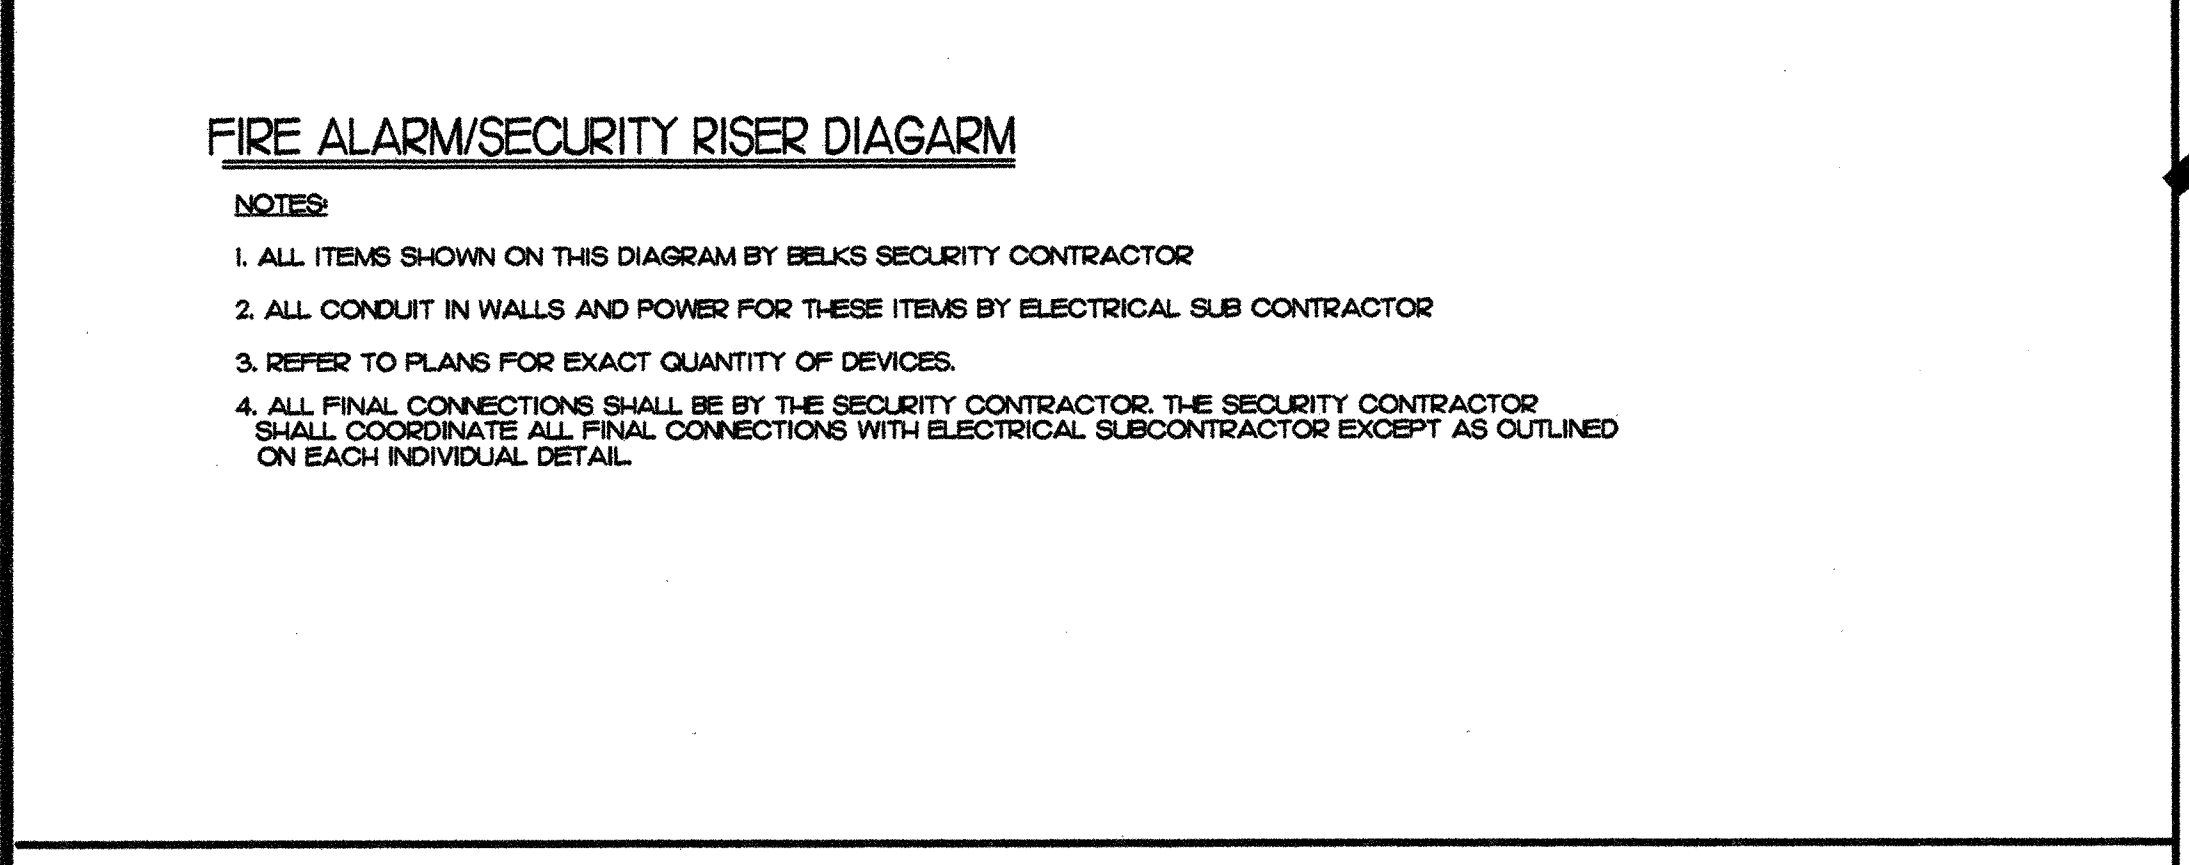 FIRE ALARM/SECURITY RISER DIAGARM
NOTES:
1. ALL ITEMS SHOWN ON THIS DIAGRAM BY BELKS SECURITY CONTRACTOR
2. ALL CONDUIT IN WALLS AND POWER FOR THESE ITEMS BY ELECTRICAL SUB CONTRACTOR
3. REFER TO PLANS FOR EXACT QUANTITY OF DEVICES.
4. ALL FINAL CONNECTIONS SHALL BE BY THE SECURITY CONTRACTOR. THE SECURITY CONTRACTOR
SHALL COORDINATE ALL FINAL CONNECTIONS WITH ELECTRICAL SUBCONTRACTOR EXCEPT AS OUTLINED
ON EACH INDIVIDUAL DETAIL.